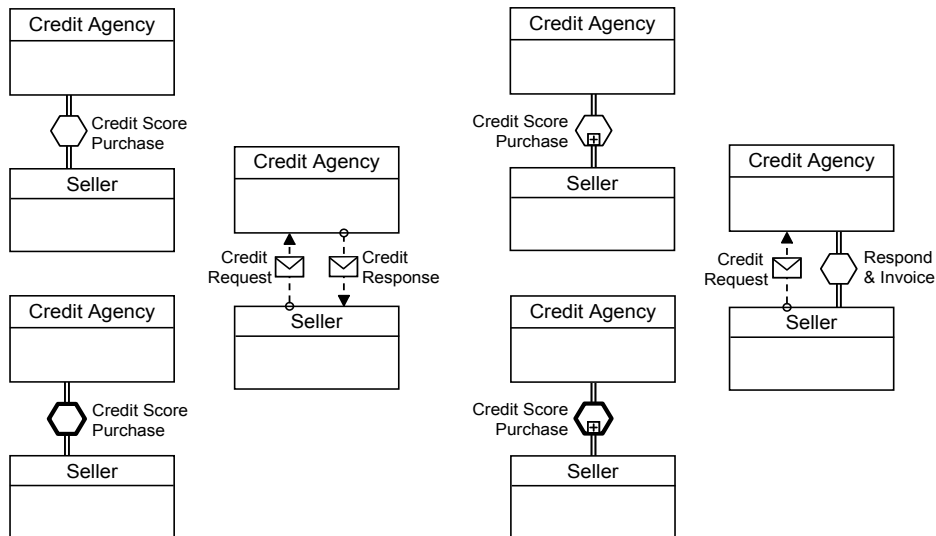 Credit Agency
Credit Score
Purchase
Seller
Credit Agency
Credit
Request
Credit
Response
Seller
Credit Agency
Credit Score
Purchase
Seller
Credit Agency
Credit Score
Purchase
Seller
Credit Agency
Credit
Request
Respond
& Invoice
Seller
Credit Agency
Credit Score
Purchase
Seller